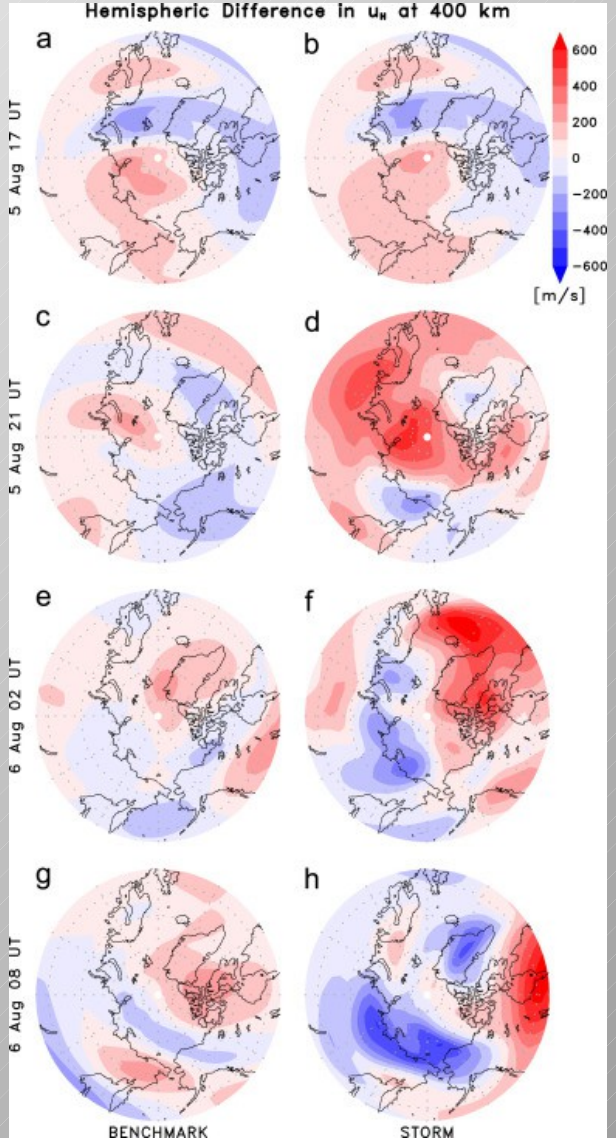 Hemispheric Difference in u_H at 400 km
a
b
5 Aug 17 UT
600
400
200
0
−200
−400
−600
[m/s]
c
d
5 Aug 21 UT
e
f
6 Aug 02 UT
g
h
6 Aug 08 UT
BENCHMARK
STORM